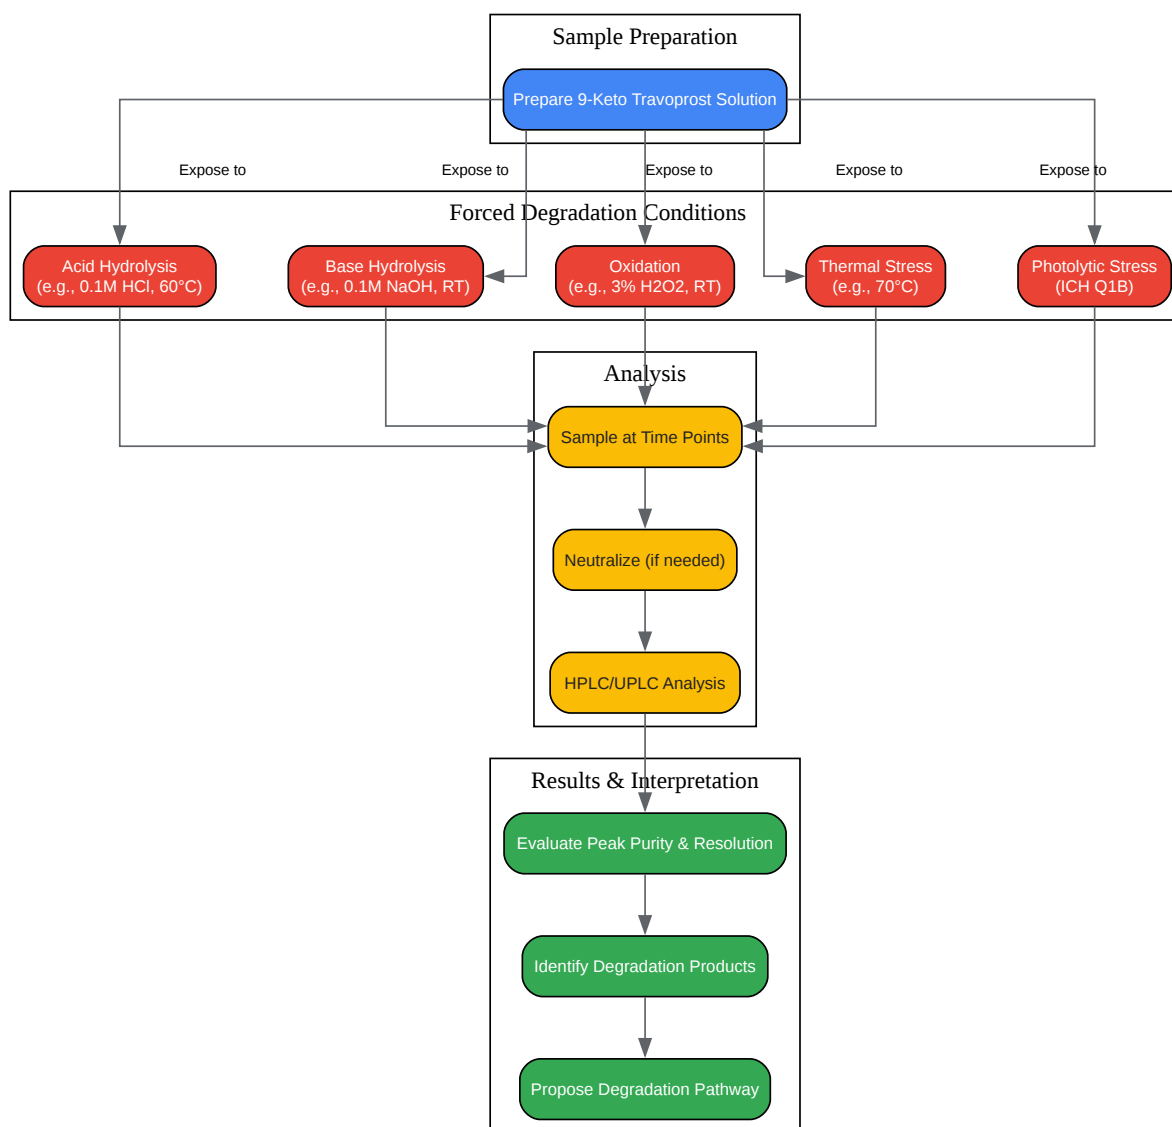 Sample Preparation
Prepare 9-Keto Travoprost Solution
Expose to
Expose to
Expose to
Expose to
Expose to
Forced Degradation Conditions
Acid Hydrolysis
(e.g., 0.1M HCl, 60°C)
Base Hydrolysis
(e.g., 0.1M NaOH, RT)
Oxidation
(e.g., 3% H2O2, RT)
Thermal Stress
(e.g., 70°C)
Photolytic Stress
(ICH Q1B)
Analysis
Sample at Time Points
Neutralize (if needed)
HPLC/UPLC Analysis
Results & Interpretation
Evaluate Peak Purity & Resolution
Identify Degradation Products
Propose Degradation Pathway